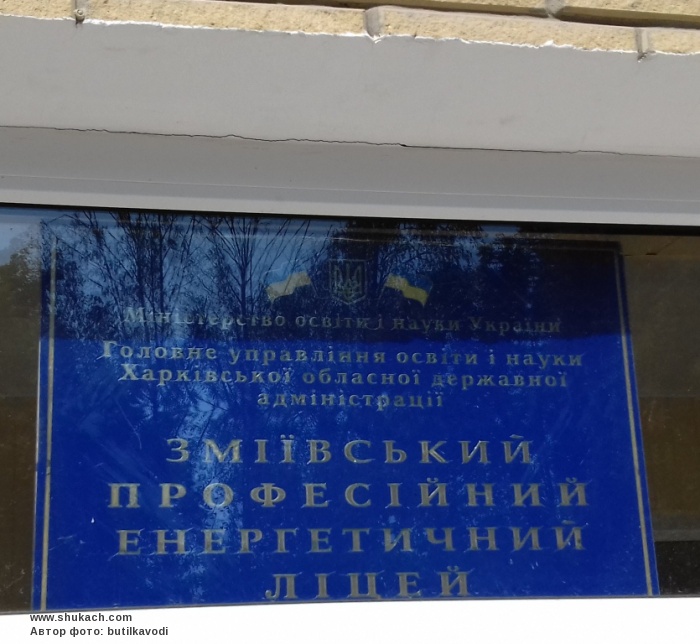 Міністерство освіти і науки України
Головне управління освіти і науки
Харківської обласної державної
адміністрації
ЗМІЇВСЬКИЙ
ПРОФЕСІЙНИЙ
ЕНЕРГЕТИЧНИЙ
ЛІЦЕЙ
www.shukach.com
Автор фото: butilkavodi